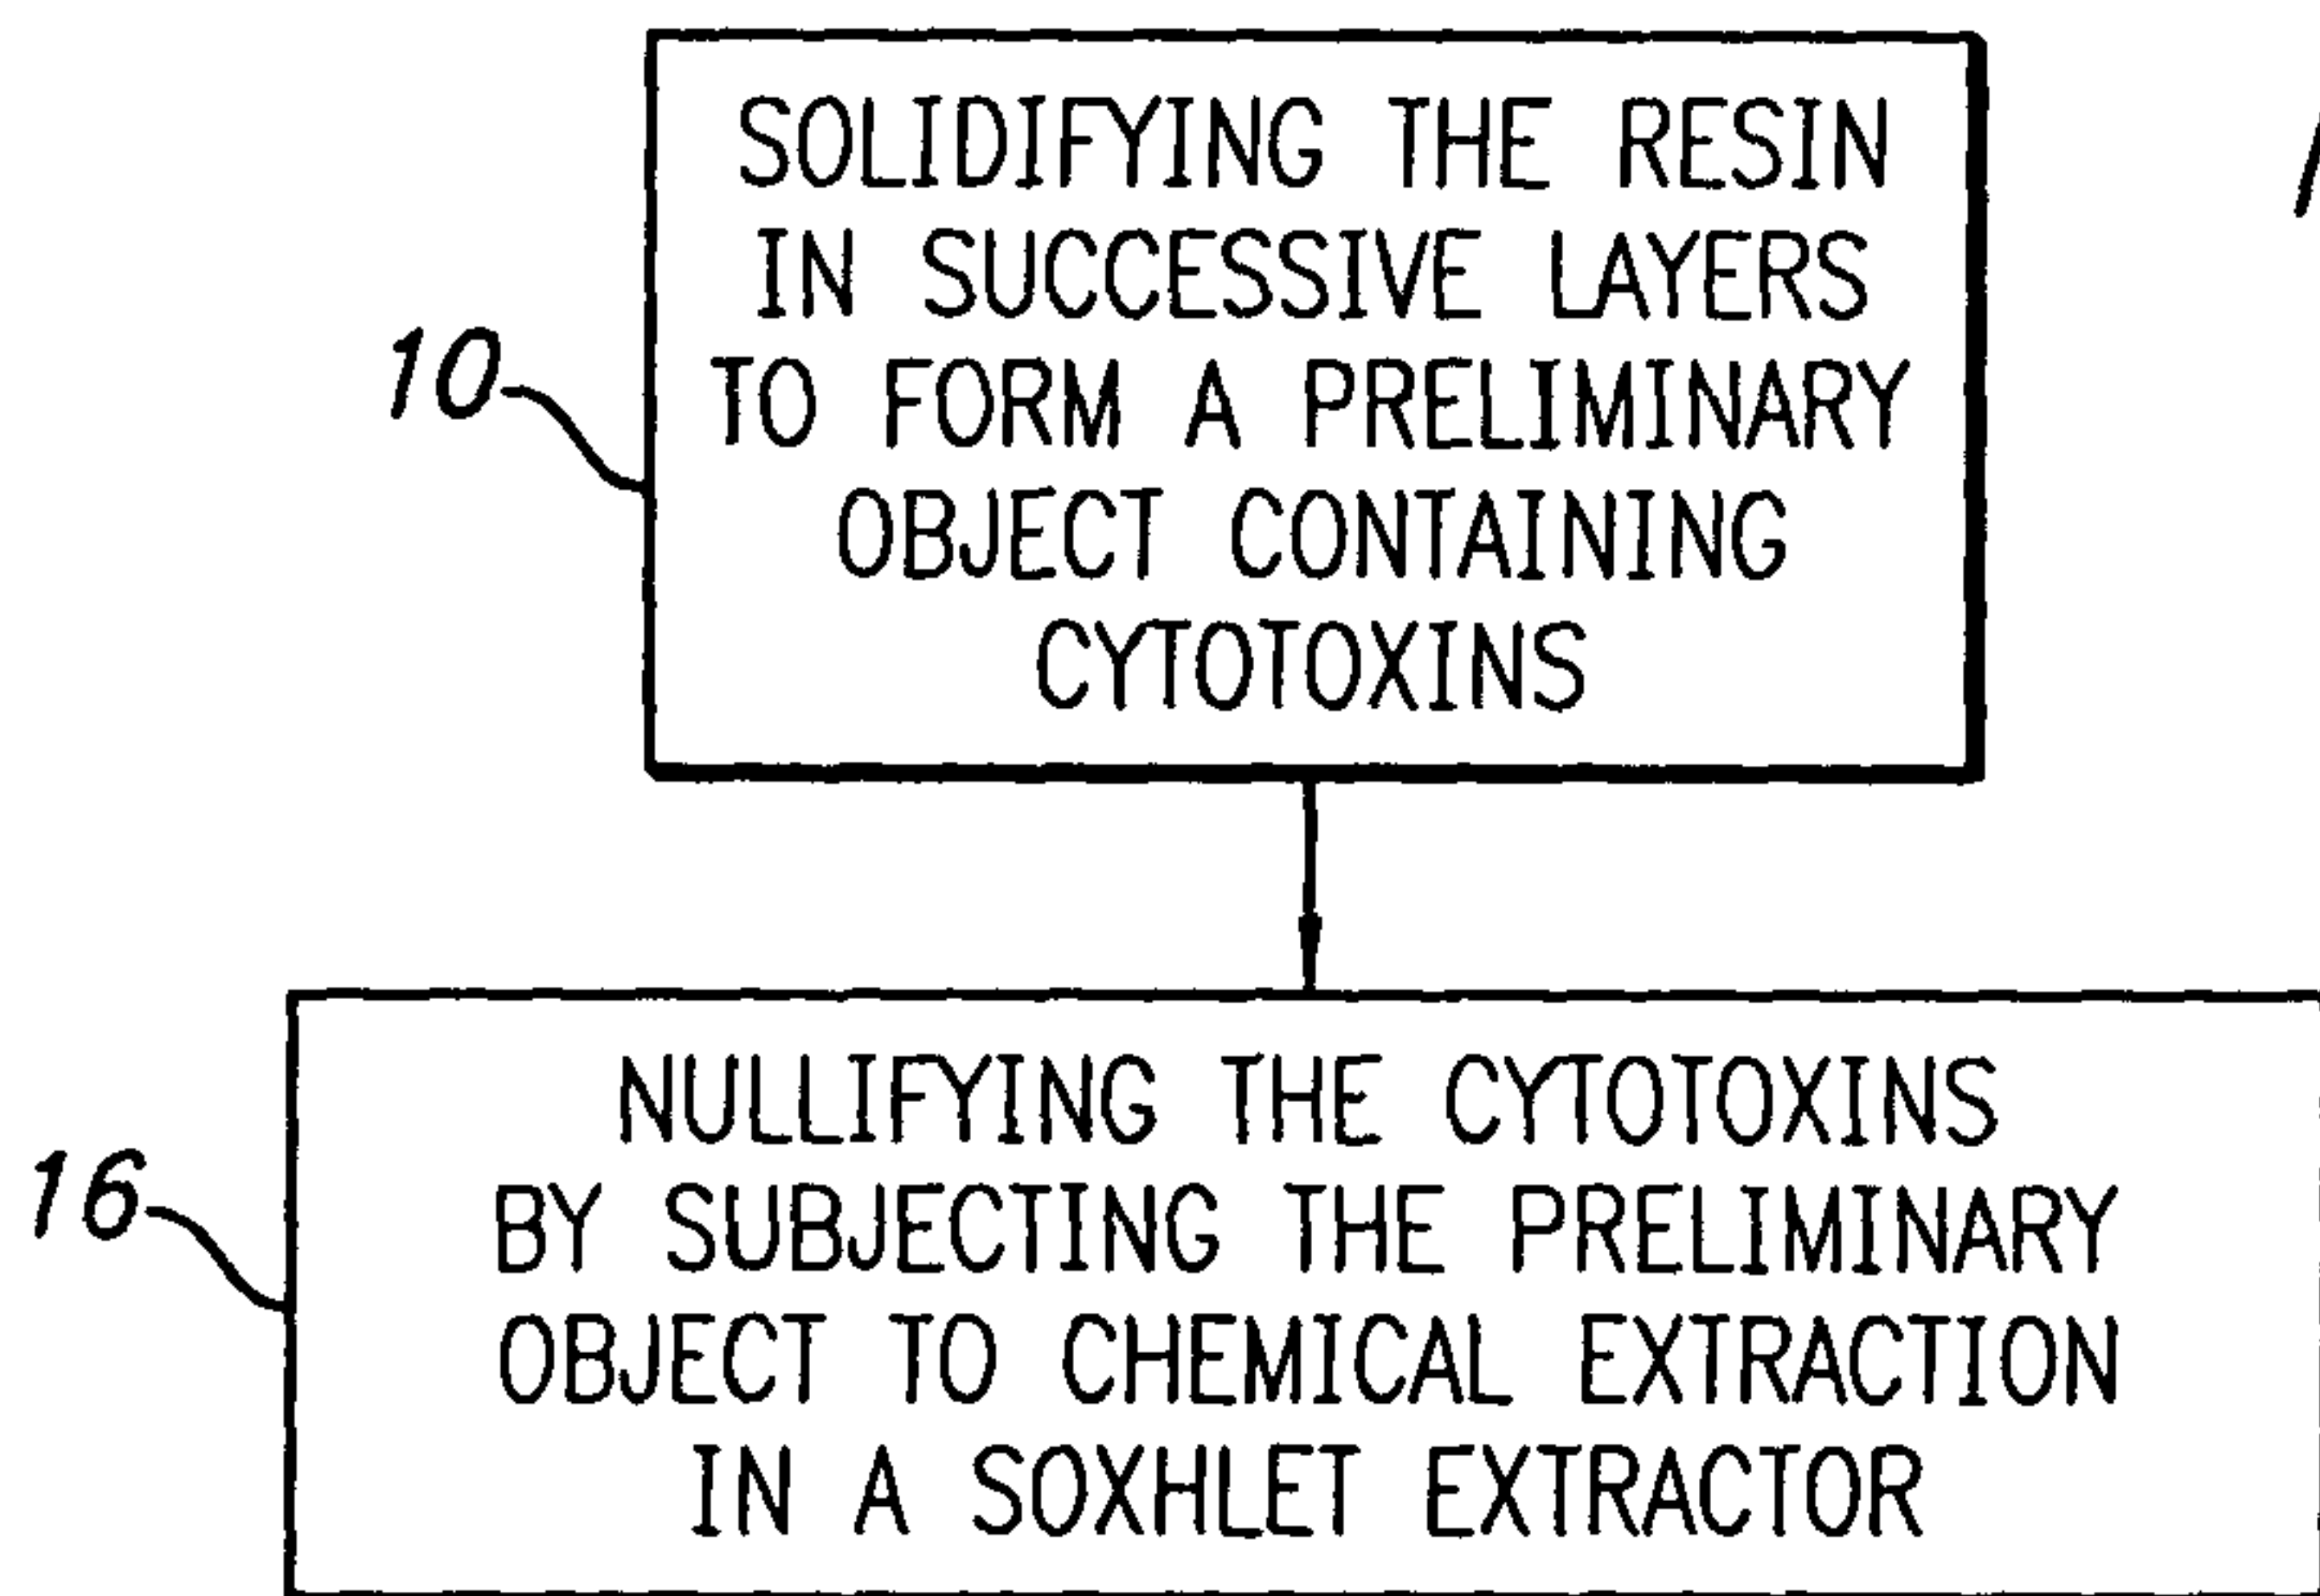 SOLIDIFYING THE RESIN
IN SUCCESSIVE LAYERS
TO FORM A PRELIMINARY
OBJECT CONTAINING
CYTOTOXINS
10
NULLIFYING THE CYTOTOXINS
BY SUBJECTING THE PRELIMINARY
OBJECT TO CHEMICAL EXTRACTION
IN A SOXHLET EXTRACTOR
16